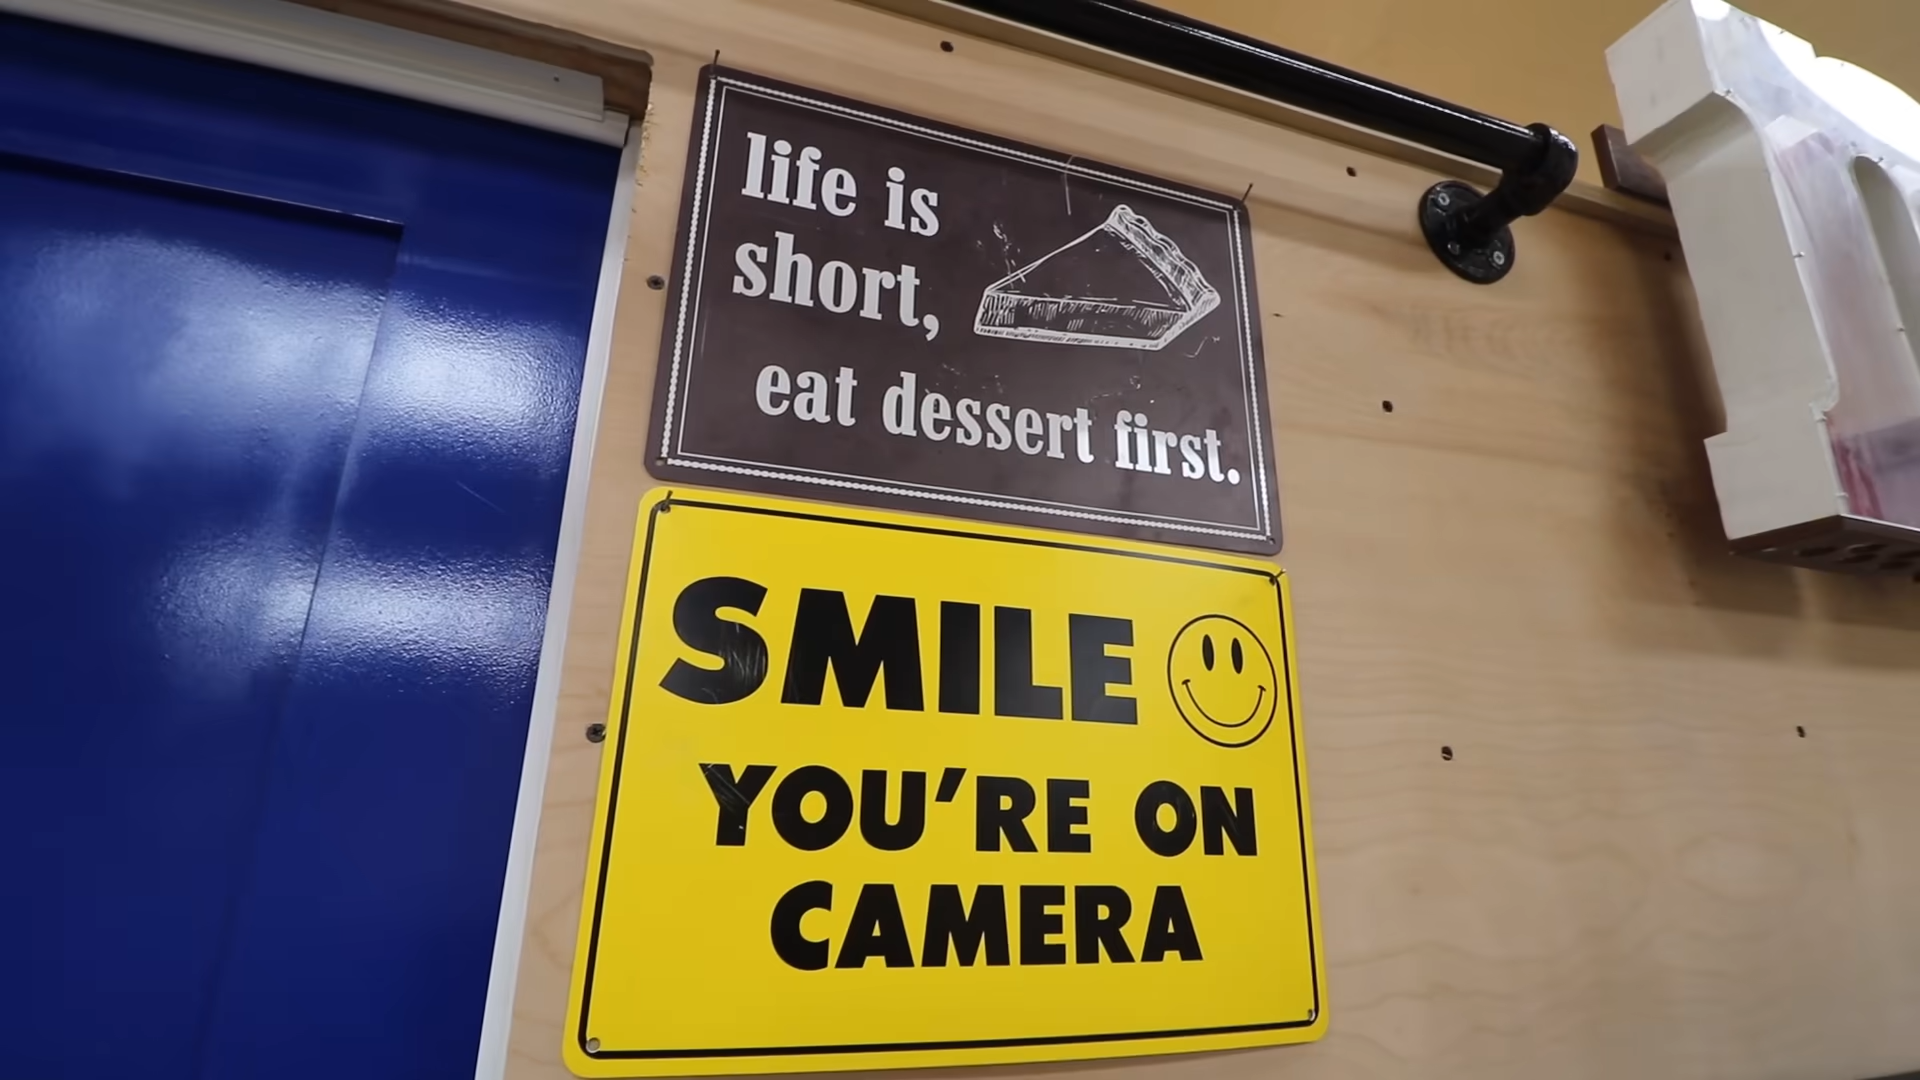 life is
short,
eat dessert first.
SMILE
YOU'RE ON
CAMERA